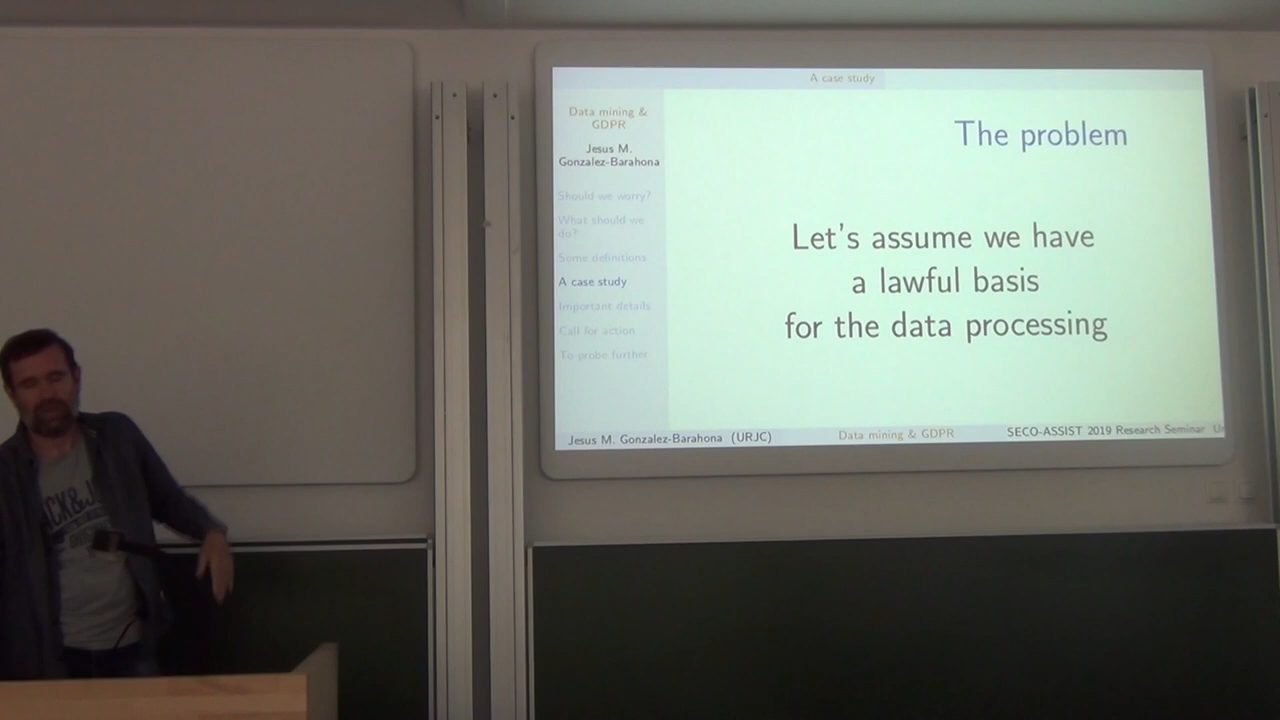 A case study
Data mining &
GDPR
Jesus M.
Gonzalez-Barahona
Should we worry?
What should we
do?
Some definitions
A case study
Important details
Call for action
To probe further
The problem
Let's assume we have
a lawful basis
for the data processing
Jesus M. Gonzalez-Barahona (URJC)
Data mining & GDPR
SECO-ASSIST 2019 Research Seminar